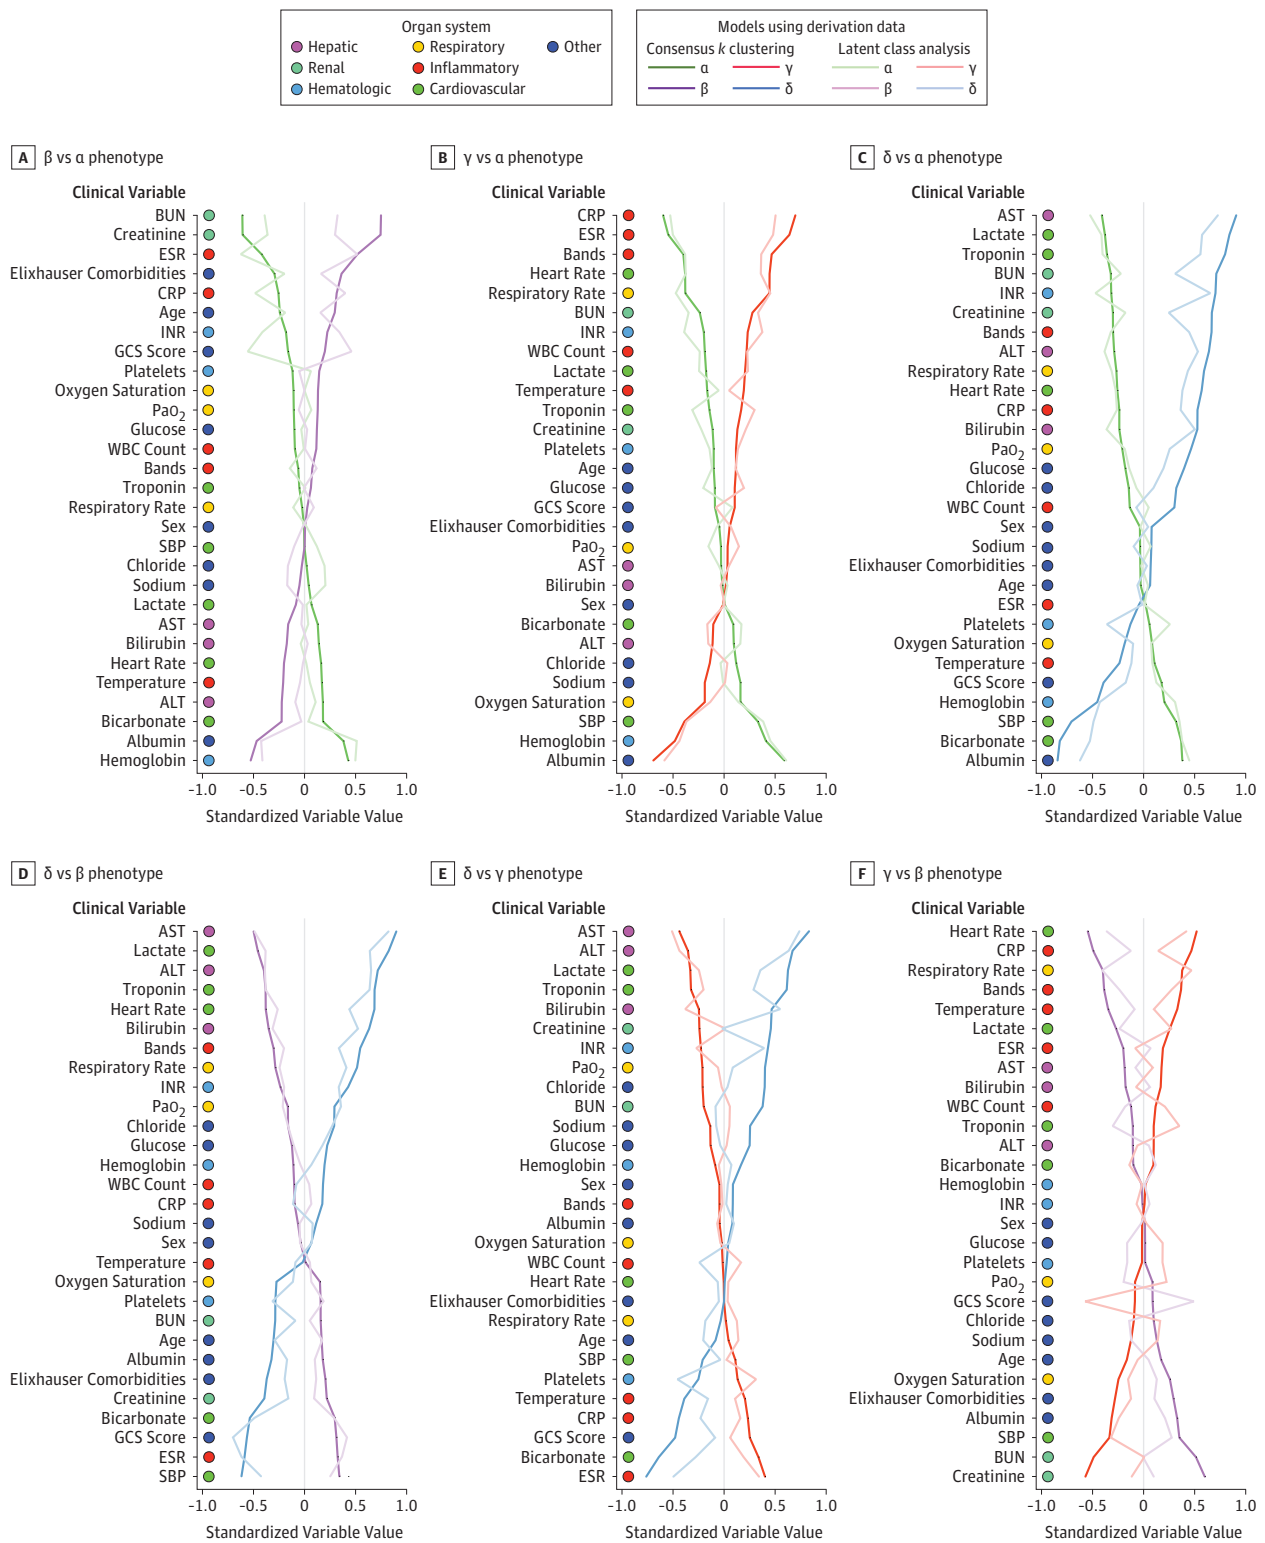 Organ system
Hepatic Respiratory Other
Renal Inflammatory
Hematologic Cardiovascular
Models using derivation data
Consensus k clustering Latent class analysis
α γ α γ
β δ β δ
A β vs α phenotype
Clinical Variable
BUN
Creatinine
ESR
Elixhauser Comorbidities
CRP
Age
INR
GCS Score
Platelets
Oxygen Saturation
PaO2
Glucose
WBC Count
Bands
Troponin
Respiratory Rate
Sex
SBP
Chloride
Sodium
Lactate
AST
Bilirubin
Heart Rate
Temperature
ALT
Bicarbonate
Albumin
Hemoglobin
-1.0 -0.5 0 0.5 1.0
Standardized Variable Value
B γ vs α phenotype
Clinical Variable
CRP
ESR
Bands
Heart Rate
Respiratory Rate
BUN
INR
WBC Count
Lactate
Temperature
Troponin
Creatinine
Platelets
Age
Glucose
GCS Score
Elixhauser Comorbidities
PaO2
AST
Bilirubin
Sex
Bicarbonate
ALT
Chloride
Sodium
Oxygen Saturation
SBP
Hemoglobin
Albumin
-1.0 -0.5 0 0.5 1.0
Standardized Variable Value
C δ vs α phenotype
Clinical Variable
AST
Lactate
Troponin
BUN
INR
Creatinine
Bands
ALT
Respiratory Rate
Heart Rate
CRP
Bilirubin
PaO2
Glucose
Chloride
WBC Count
Sex
Sodium
Elixhauser Comorbidities
Age
ESR
Platelets
Oxygen Saturation
Temperature
GCS Score
Hemoglobin
SBP
Bicarbonate
Albumin
-1.0 -0.5 0 0.5 1.0
Standardized Variable Value
D δ vs β phenotype
Clinical Variable
AST
Lactate
ALT
Troponin
Heart Rate
Bilirubin
Bands
Respiratory Rate
INR
PaO2
Chloride
Glucose
Hemoglobin
WBC Count
CRP
Sodium
Sex
Temperature
Oxygen Saturation
Platelets
BUN
Age
Albumin
Elixhauser Comorbidities
Creatinine
Bicarbonate
GCS Score
ESR
SBP
-1.0 -0.5 0 0.5 1.0
Standardized Variable Value
E δ vs γ phenotype
Clinical Variable
AST
ALT
Lactate
Troponin
Bilirubin
Creatinine
INR
PaO2
Chloride
BUN
Sodium
Glucose
Hemoglobin
Sex
Bands
Albumin
Oxygen Saturation
WBC Count
Heart Rate
Elixhauser Comorbidities
Respiratory Rate
Age
SBP
Platelets
Temperature
CRP
GCS Score
Bicarbonate
ESR
-1.0 -0.5 0 0.5 1.0
Standardized Variable Value
F γ vs β phenotype
Clinical Variable
Heart Rate
CRP
Respiratory Rate
Bands
Temperature
Lactate
ESR
AST
Bilirubin
WBC Count
Troponin
ALT
Bicarbonate
Hemoglobin
INR
Sex
Glucose
Platelets
PaO2
GCS Score
Chloride
Sodium
Age
Oxygen Saturation
Elixhauser Comorbidities
Albumin
SBP
BUN
Creatinine
-1.0 -0.5 0 0.5 1.0
Standardized Variable Value